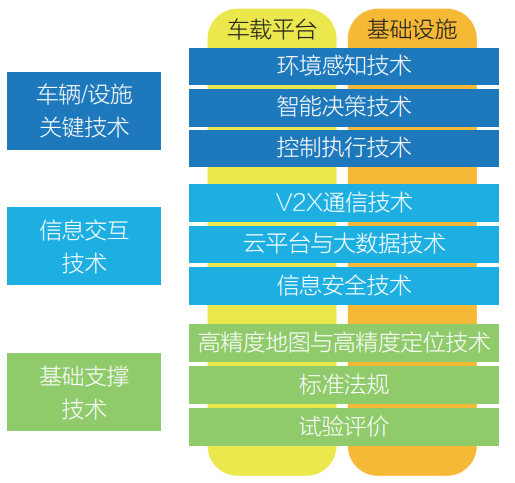 车载平台
基础设施
车辆/设施
关键技术
环境感知技术
智能决策技术
控制执行技术
信息交互
技术
V2X通信技术
云平台与大数据技术
信息安全技术
基础支撑
技术
高精度地图与高精度定位技术
标准法规
试验评价